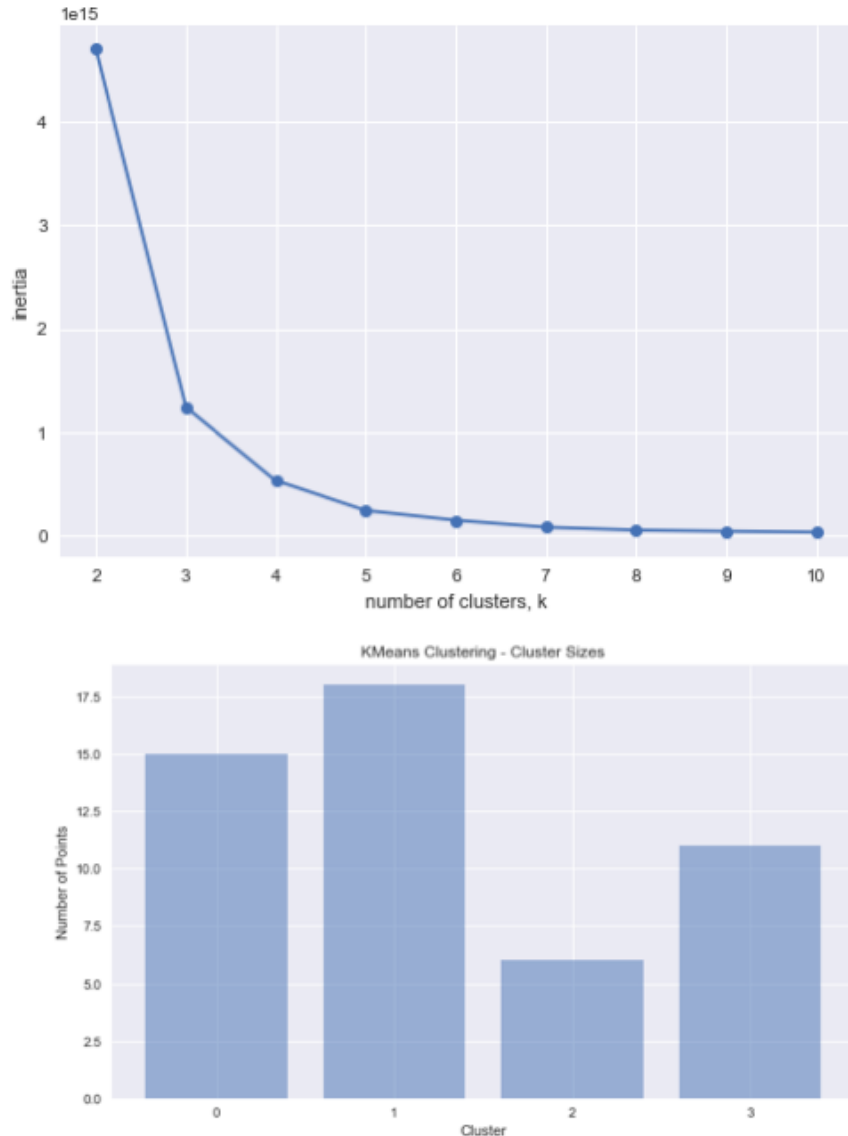 1e15
4
3
2
1
0
inertia
2 3 4 5 6 7 8 9 10
number of clusters, k
KMeans Clustering - Cluster Sizes
17.5
15.0
12.5
10.0
7.5
5.0
2.5
0.0
Number of Points
0 1 2 3
Cluster